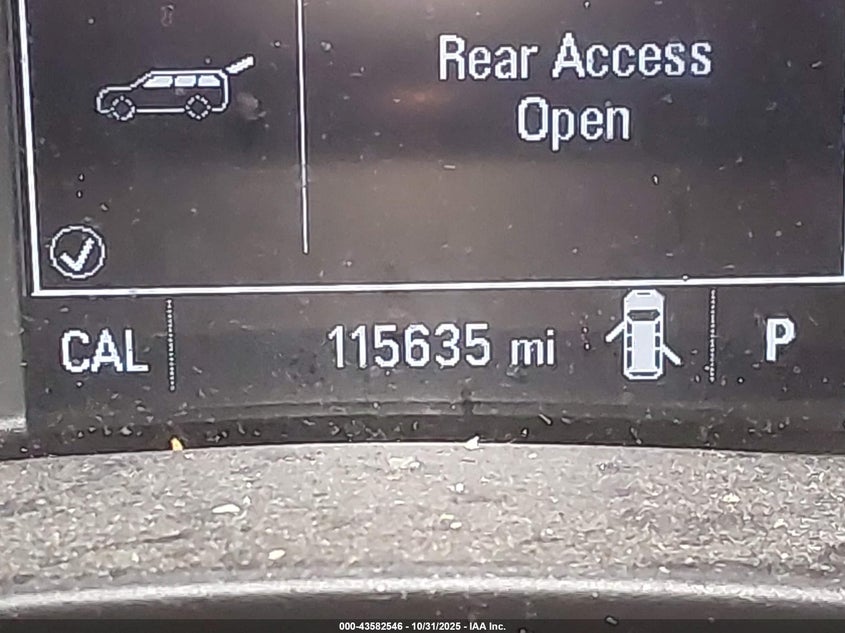 Rear Access
Open
CAL
115635 mi
P
000-43582546 - 10/31/2025 - IAA Inc.